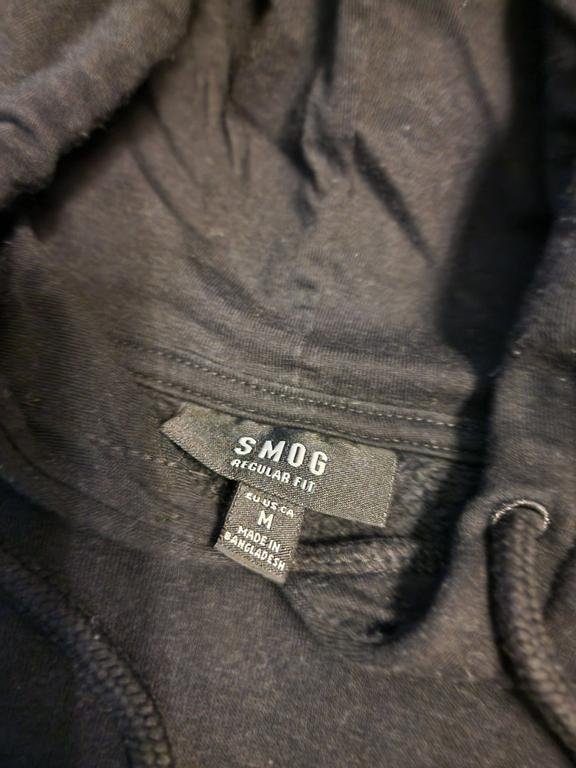 SMOG
REGULAR FIT
EU·US·CA
M
MADE IN
BANGLADESH